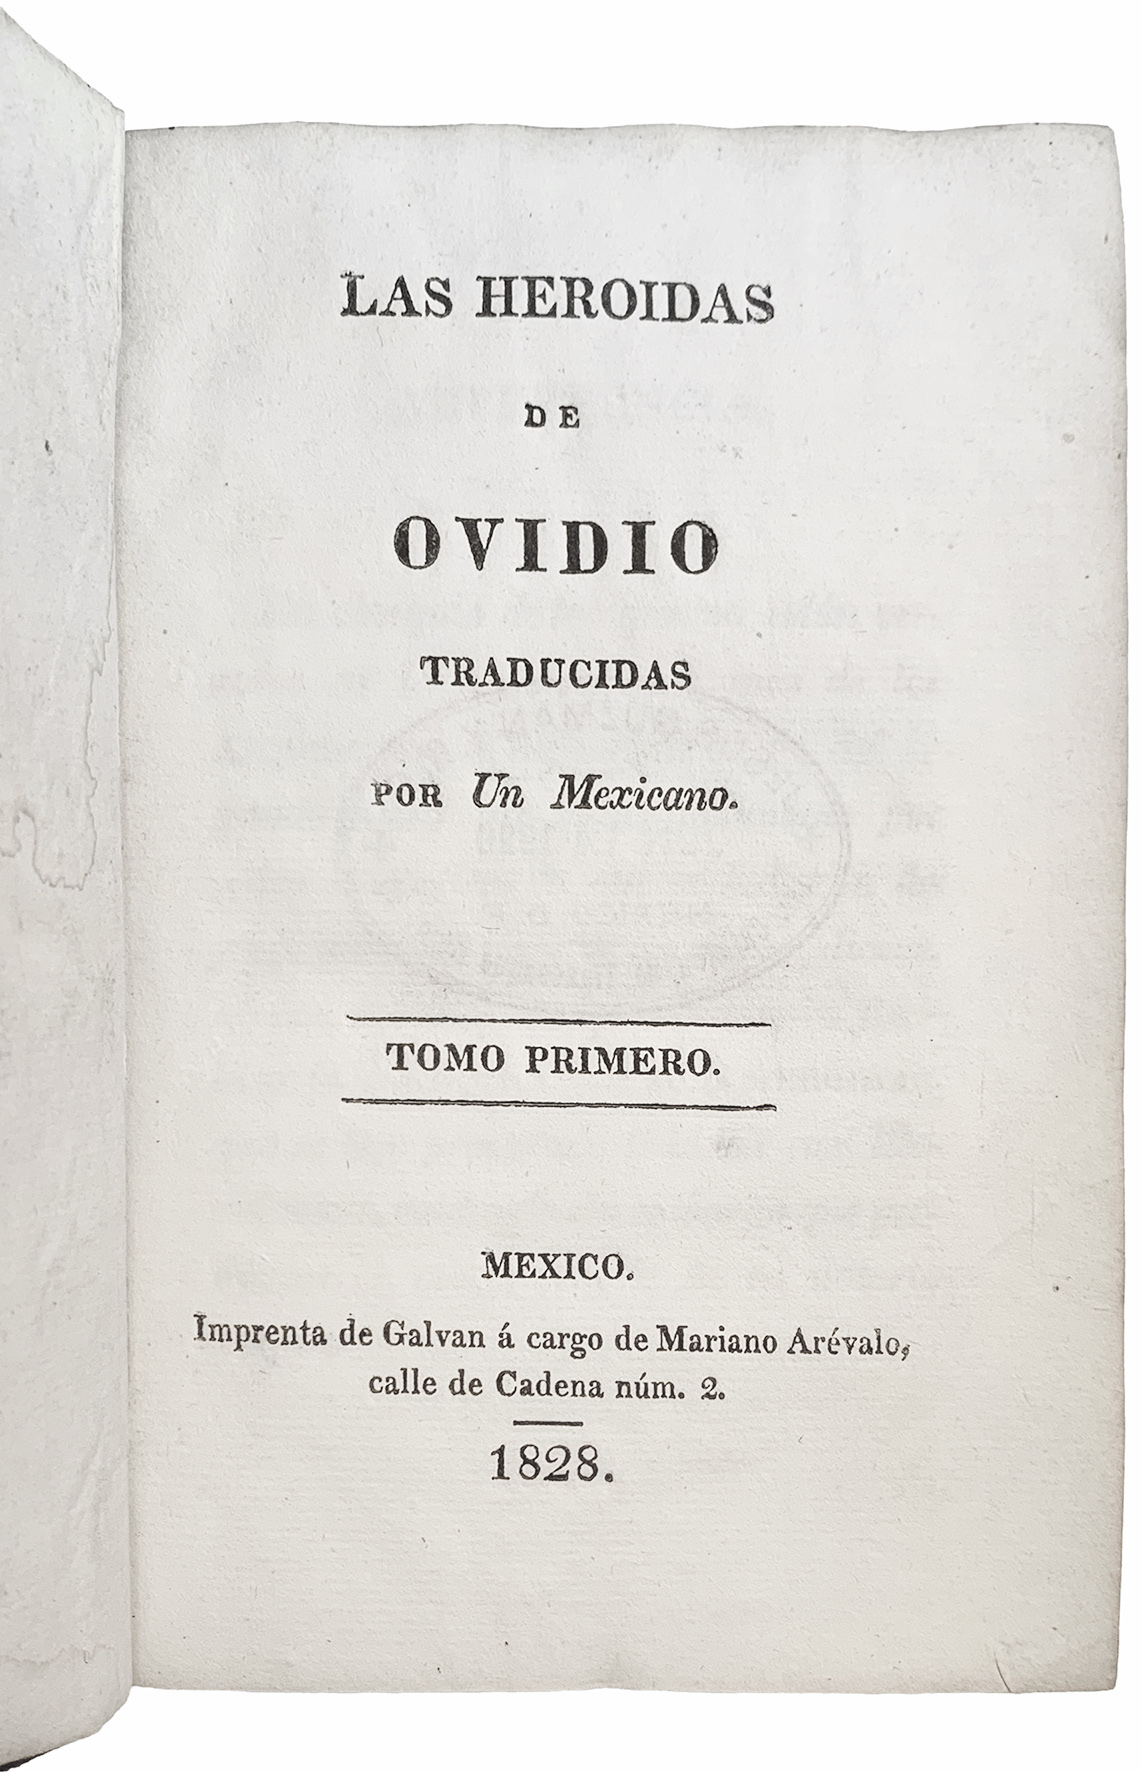 LAS HEROIDAS
DE
OVIDIO
TRADUCIDAS
POR Un Mexicano.
TOMO PRIMERO.
MEXICO.
Imprenta de Galvan á cargo de Mariano Arévalo,
calle de Cadena núm. 2.
1828.